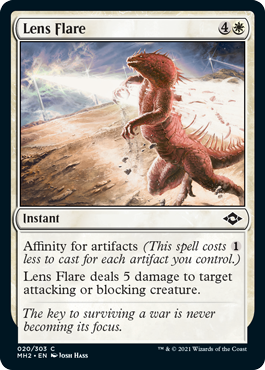 Lens Flare 4
Instant
Affinity for artifacts (This spell costs 1
less to cast for each artifact you control.)
Lens Flare deals 5 damage to target
attacking or blocking creature.
The key to surviving a war is never
becoming its focus.
020/303 C
MH2 • EN Josh Hass
™ & © 2021 Wizards of the Coast